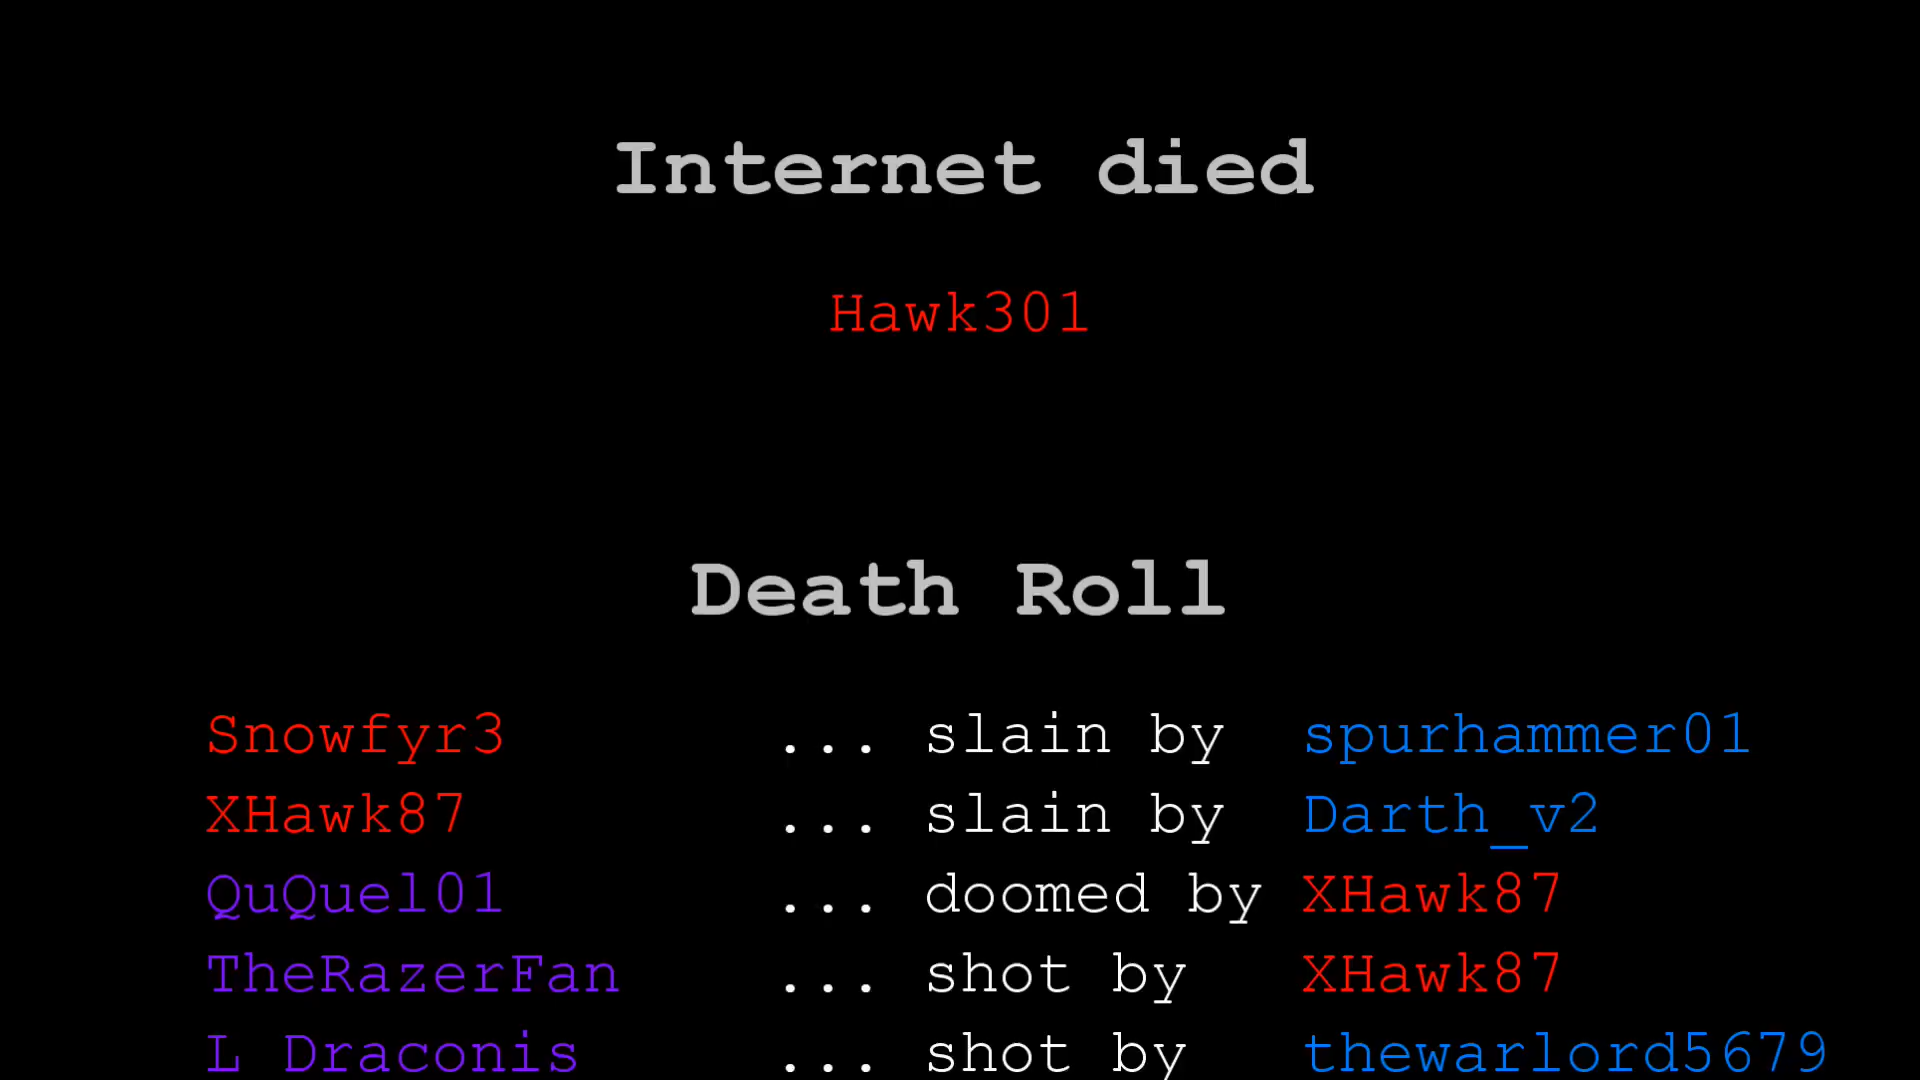 Internet died
Hawk301
Death Roll
Snowfyr3 ... slain by spurhammer01
XHawk87 ... slain by Darth_v2
QuQuel01 ... doomed by XHawk87
TheRazerFan ... shot by XHawk87
L Draconis ... shot by thewarlord5679